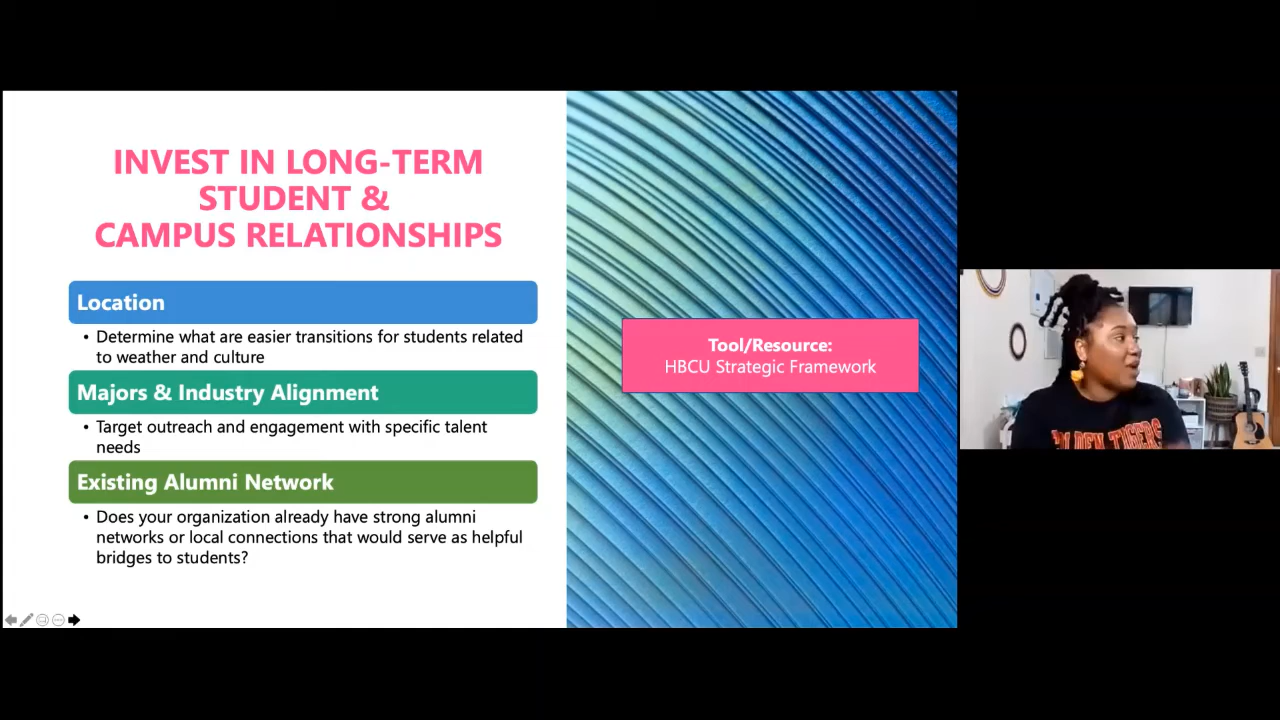 INVEST IN LONG-TERM
STUDENT &
CAMPUS RELATIONSHIPS
Location
• Determine what are easier transitions for students related
to weather and culture
Majors & Industry Alignment
• Target outreach and engagement with specific talent
needs
Existing Alumni Network
• Does your organization already have strong alumni
networks or local connections that would serve as helpful
bridges to students?
Tool/Resource:
HBCU Strategic Framework
TIGERS